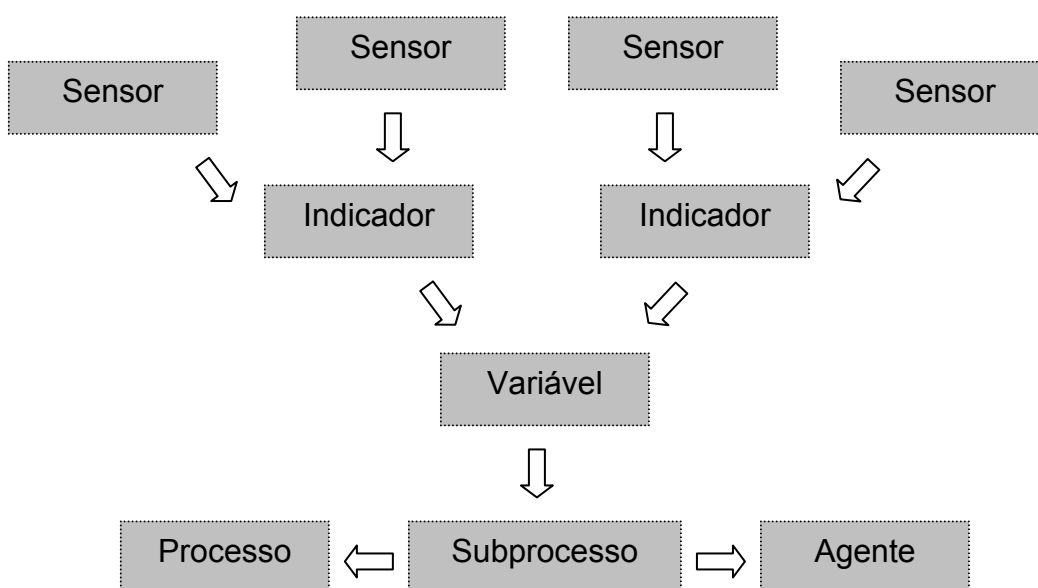 Sensor
Sensor
Sensor
Sensor
Indicador
Indicador
Variável
Processo
Subprocesso
Agente